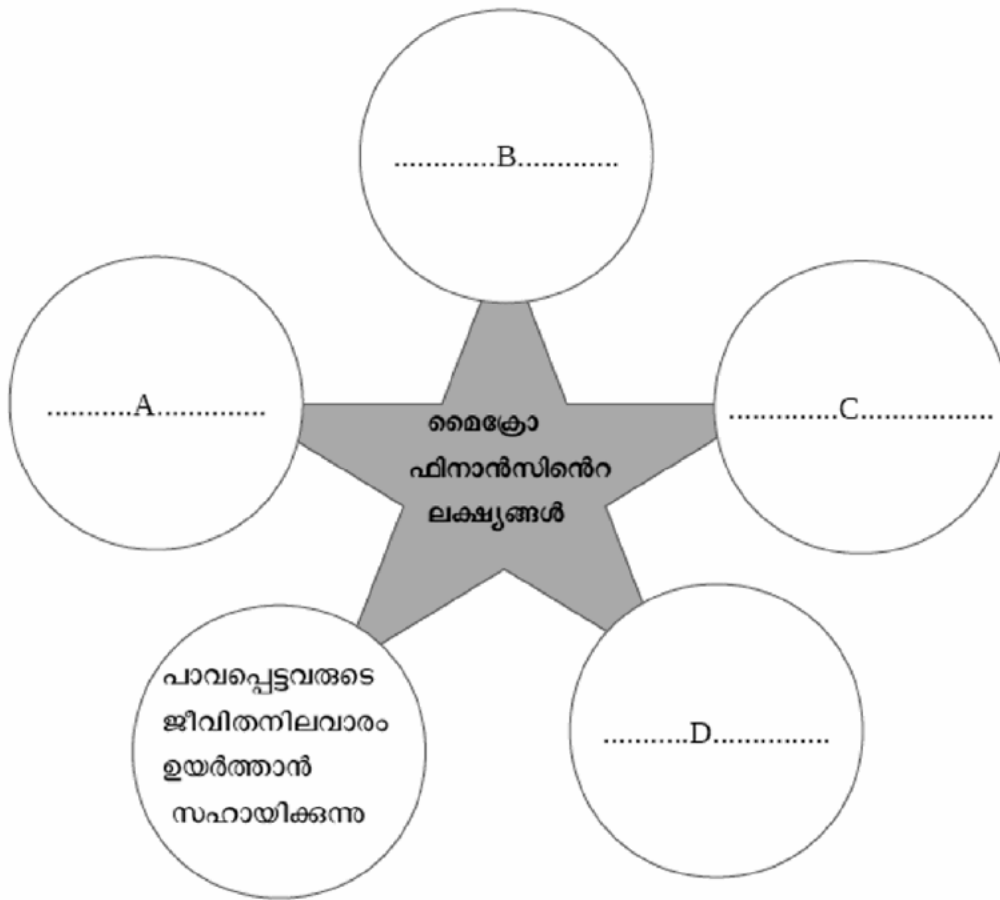 .............B.............
...........A..............
..............C.................
മൈക്രോ
ഫിനാൻസിൻെറ
ലക്ഷ്യങ്ങൾ
പാവപ്പെട്ടവരുടെ
ജീവിതനിലവാരം
ഉയർത്താൻ
സഹായിക്കുന്നു
...........D...............